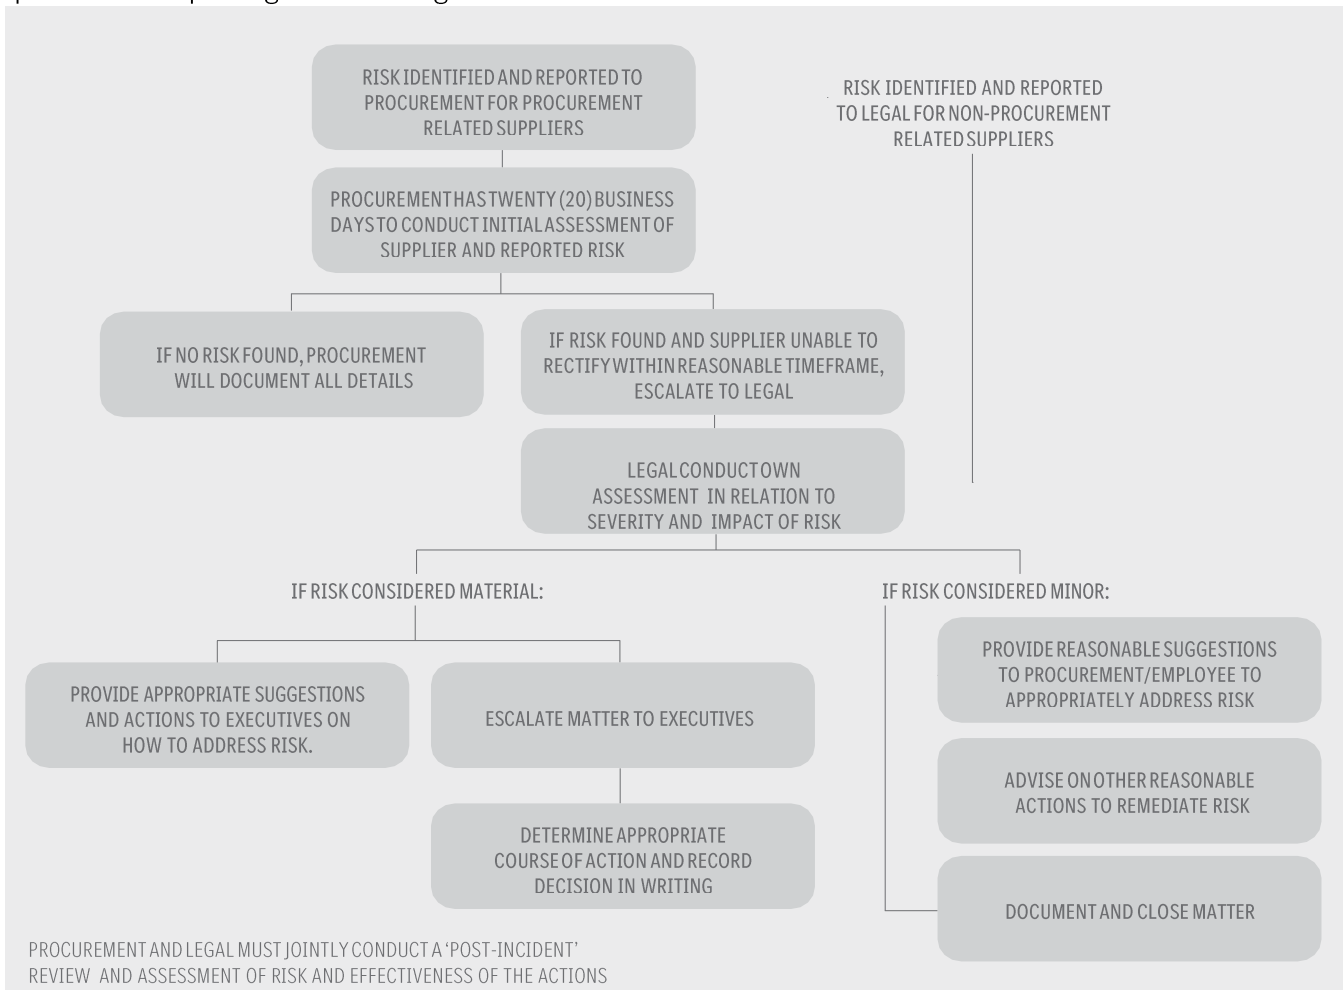 RISK IDENTIFIED AND REPORTED TO
PROCUREMENT FOR PROCUREMENT
RELATED SUPPLIERS
RISK IDENTIFIED AND REPORTED
TO LEGAL FOR NON-PROCUREMENT
RELATED SUPPLIERS
PROCUREMENT HAS TWENTY (20) BUSINESS
DAYS TO CONDUCT INITIAL ASSESSMENT OF
SUPPLIER AND REPORTED RISK
IF NO RISK FOUND, PROCUREMENT
WILL DOCUMENT ALL DETAILS
IF RISK FOUND AND SUPPLIER UNABLE TO
RECTIFY WITHIN REASONABLE TIMEFRAME,
ESCALATE TO LEGAL
LEGAL CONDUCT OWN
ASSESSMENT IN RELATION TO
SEVERITY AND IMPACT OF RISK
IF RISK CONSIDERED MATERIAL:
IF RISK CONSIDERED MINOR:
PROVIDE APPROPRIATE SUGGESTIONS
AND ACTIONS TO EXECUTIVES ON
HOW TO ADDRESS RISK.
ESCALATE MATTER TO EXECUTIVES
DETERMINE APPROPRIATE
COURSE OF ACTION AND RECORD
DECISION IN WRITING
PROVIDE REASONABLE SUGGESTIONS
TO PROCUREMENT/EMPLOYEE TO
APPROPRIATELY ADDRESS RISK
ADVISE ON OTHER REASONABLE
ACTIONS TO REMEDIATE RISK
DOCUMENT AND CLOSE MATTER
PROCUREMENT AND LEGAL MUST JOINTLY CONDUCT A ‘POST-INCIDENT’
REVIEW AND ASSESSMENT OF RISK AND EFFECTIVENESS OF THE ACTIONS